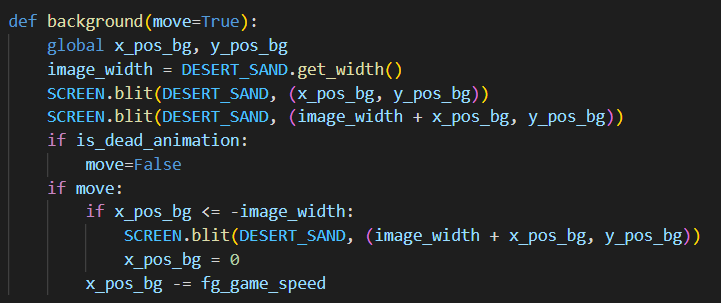 def background(move=True):
    global x_pos_bg, y_pos_bg
    image_width = DESERT_SAND.get_width()
    SCREEN.blit(DESERT_SAND, (x_pos_bg, y_pos_bg))
    SCREEN.blit(DESERT_SAND, (image_width + x_pos_bg, y_pos_bg))
    if is_dead_animation:
        move=False
    if move:
        if x_pos_bg <= -image_width:
            SCREEN.blit(DESERT_SAND, (image_width + x_pos_bg, y_pos_bg))
            x_pos_bg = 0
        x_pos_bg -= fg_game_speed